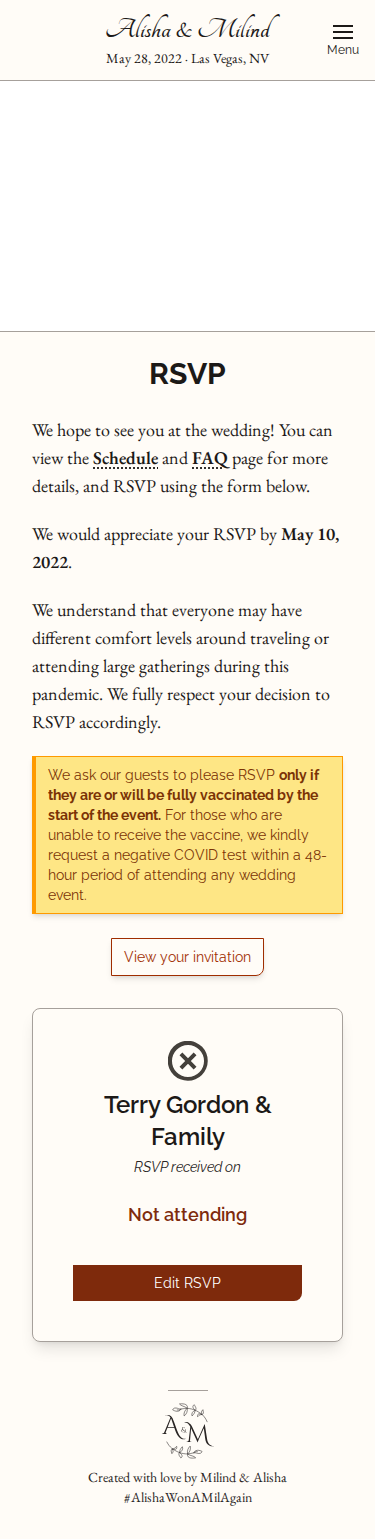 Alisha & Milind
May 28, 2022 · Las Vegas, NV
Menu
RSVP
We hope to see you at the wedding! You can
view the Schedule and FAQ page for more
details, and RSVP using the form below.
We would appreciate your RSVP by May 10,
2022.
We understand that everyone may have
different comfort levels around traveling or
attending large gatherings during this
pandemic. We fully respect your decision to
RSVP accordingly.
We ask our guests to please RSVP only if
they are or will be fully vaccinated by the
start of the event. For those who are
unable to receive the vaccine, we kindly
request a negative COVID test within a 48-
hour period of attending any wedding
event.
View your invitation
Terry Gordon &
Family
RSVP received on
Not attending
Edit RSVP
A & M
Created with love by Milind & Alisha
#AlishaWonAMilAgain